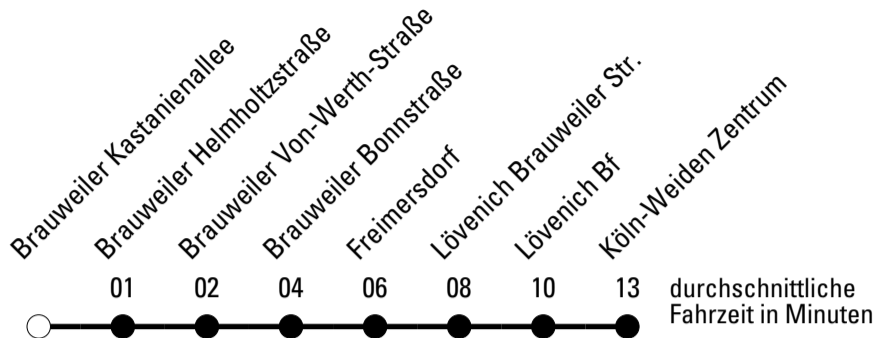 Brauweiler Kastanienallee
Brauweiler Helmholtzstraße
Brauweiler Von-Werth-Straße
Brauweiler Bonnstraße
Freimersdorf
Lövenich Brauweiler Str.
Lövenich Bf
Köln-Weiden Zentrum
01 02 04 06 08 10 13
durchschnittliche
Fahrzeit in Minuten